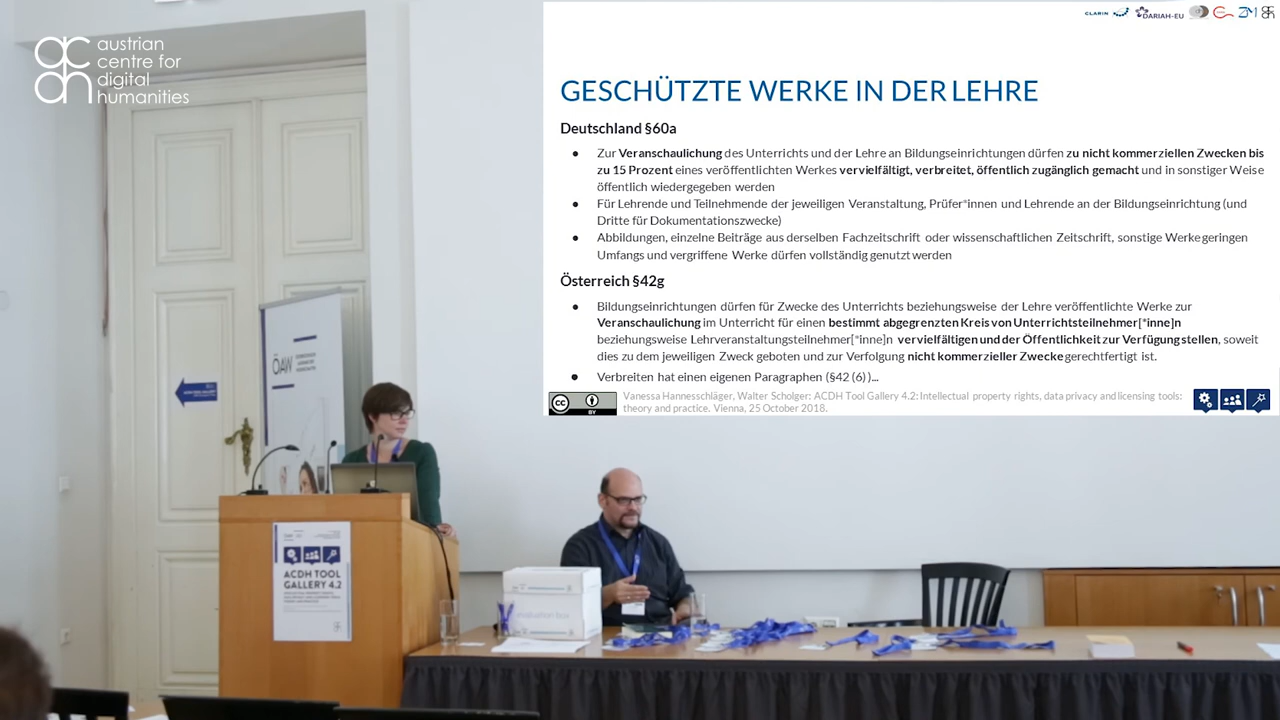 austrian
centre for
digital
humanities
CLARIN
DARIAH-EU
GESCHÜTZTE WERKE IN DER LEHRE
Deutschland §60a
● Zur Veranschaulichung des Unterrichts und der Lehre an Bildungseinrichtungen dürfen zu nicht kommerziellen Zwecken bis
zu 15 Prozent eines veröffentlichten Werkes vervielfältigt, verbreitet, öffentlich zugänglich gemacht und in sonstiger Weise
öffentlich wiedergegeben werden
● Für Lehrende und Teilnehmende der jeweiligen Veranstaltung, Prüfer*innen und Lehrende an der Bildungseinrichtung (und
Dritte für Dokumentationszwecke)
● Abbildungen, einzelne Beiträge aus derselben Fachzeitschrift oder wissenschaftlichen Zeitschrift, sonstige Werke geringen
Umfangs und vergriffene Werke dürfen vollständig genutzt werden
Österreich §42g
● Bildungseinrichtungen dürfen für Zwecke des Unterrichts beziehungsweise der Lehre veröffentlichte Werke zur
Veranschaulichung im Unterricht für einen bestimmt abgegrenzten Kreis von Unterrichtsteilnehmer[*inne]n
beziehungsweise Lehrveranstaltungsteilnehmer[*inne]n vervielfältigen und der Öffentlichkeit zur Verfügung stellen, soweit
dies zu dem jeweiligen Zweck geboten und zur Verfolgung nicht kommerzieller Zwecke gerechtfertigt ist.
● Verbreiten hat einen eigenen Paragraphen (§42 (6) )...
cc BY
Vanessa Hannesschläger, Walter Scholger: ACDH Tool Gallery 4.2: Intellectual property rights, data privacy and licensing tools:
theory and practice. Vienna, 25 October 2018.
ÖAW
ACDH TOOL
GALLERY 4.2
evaluation box